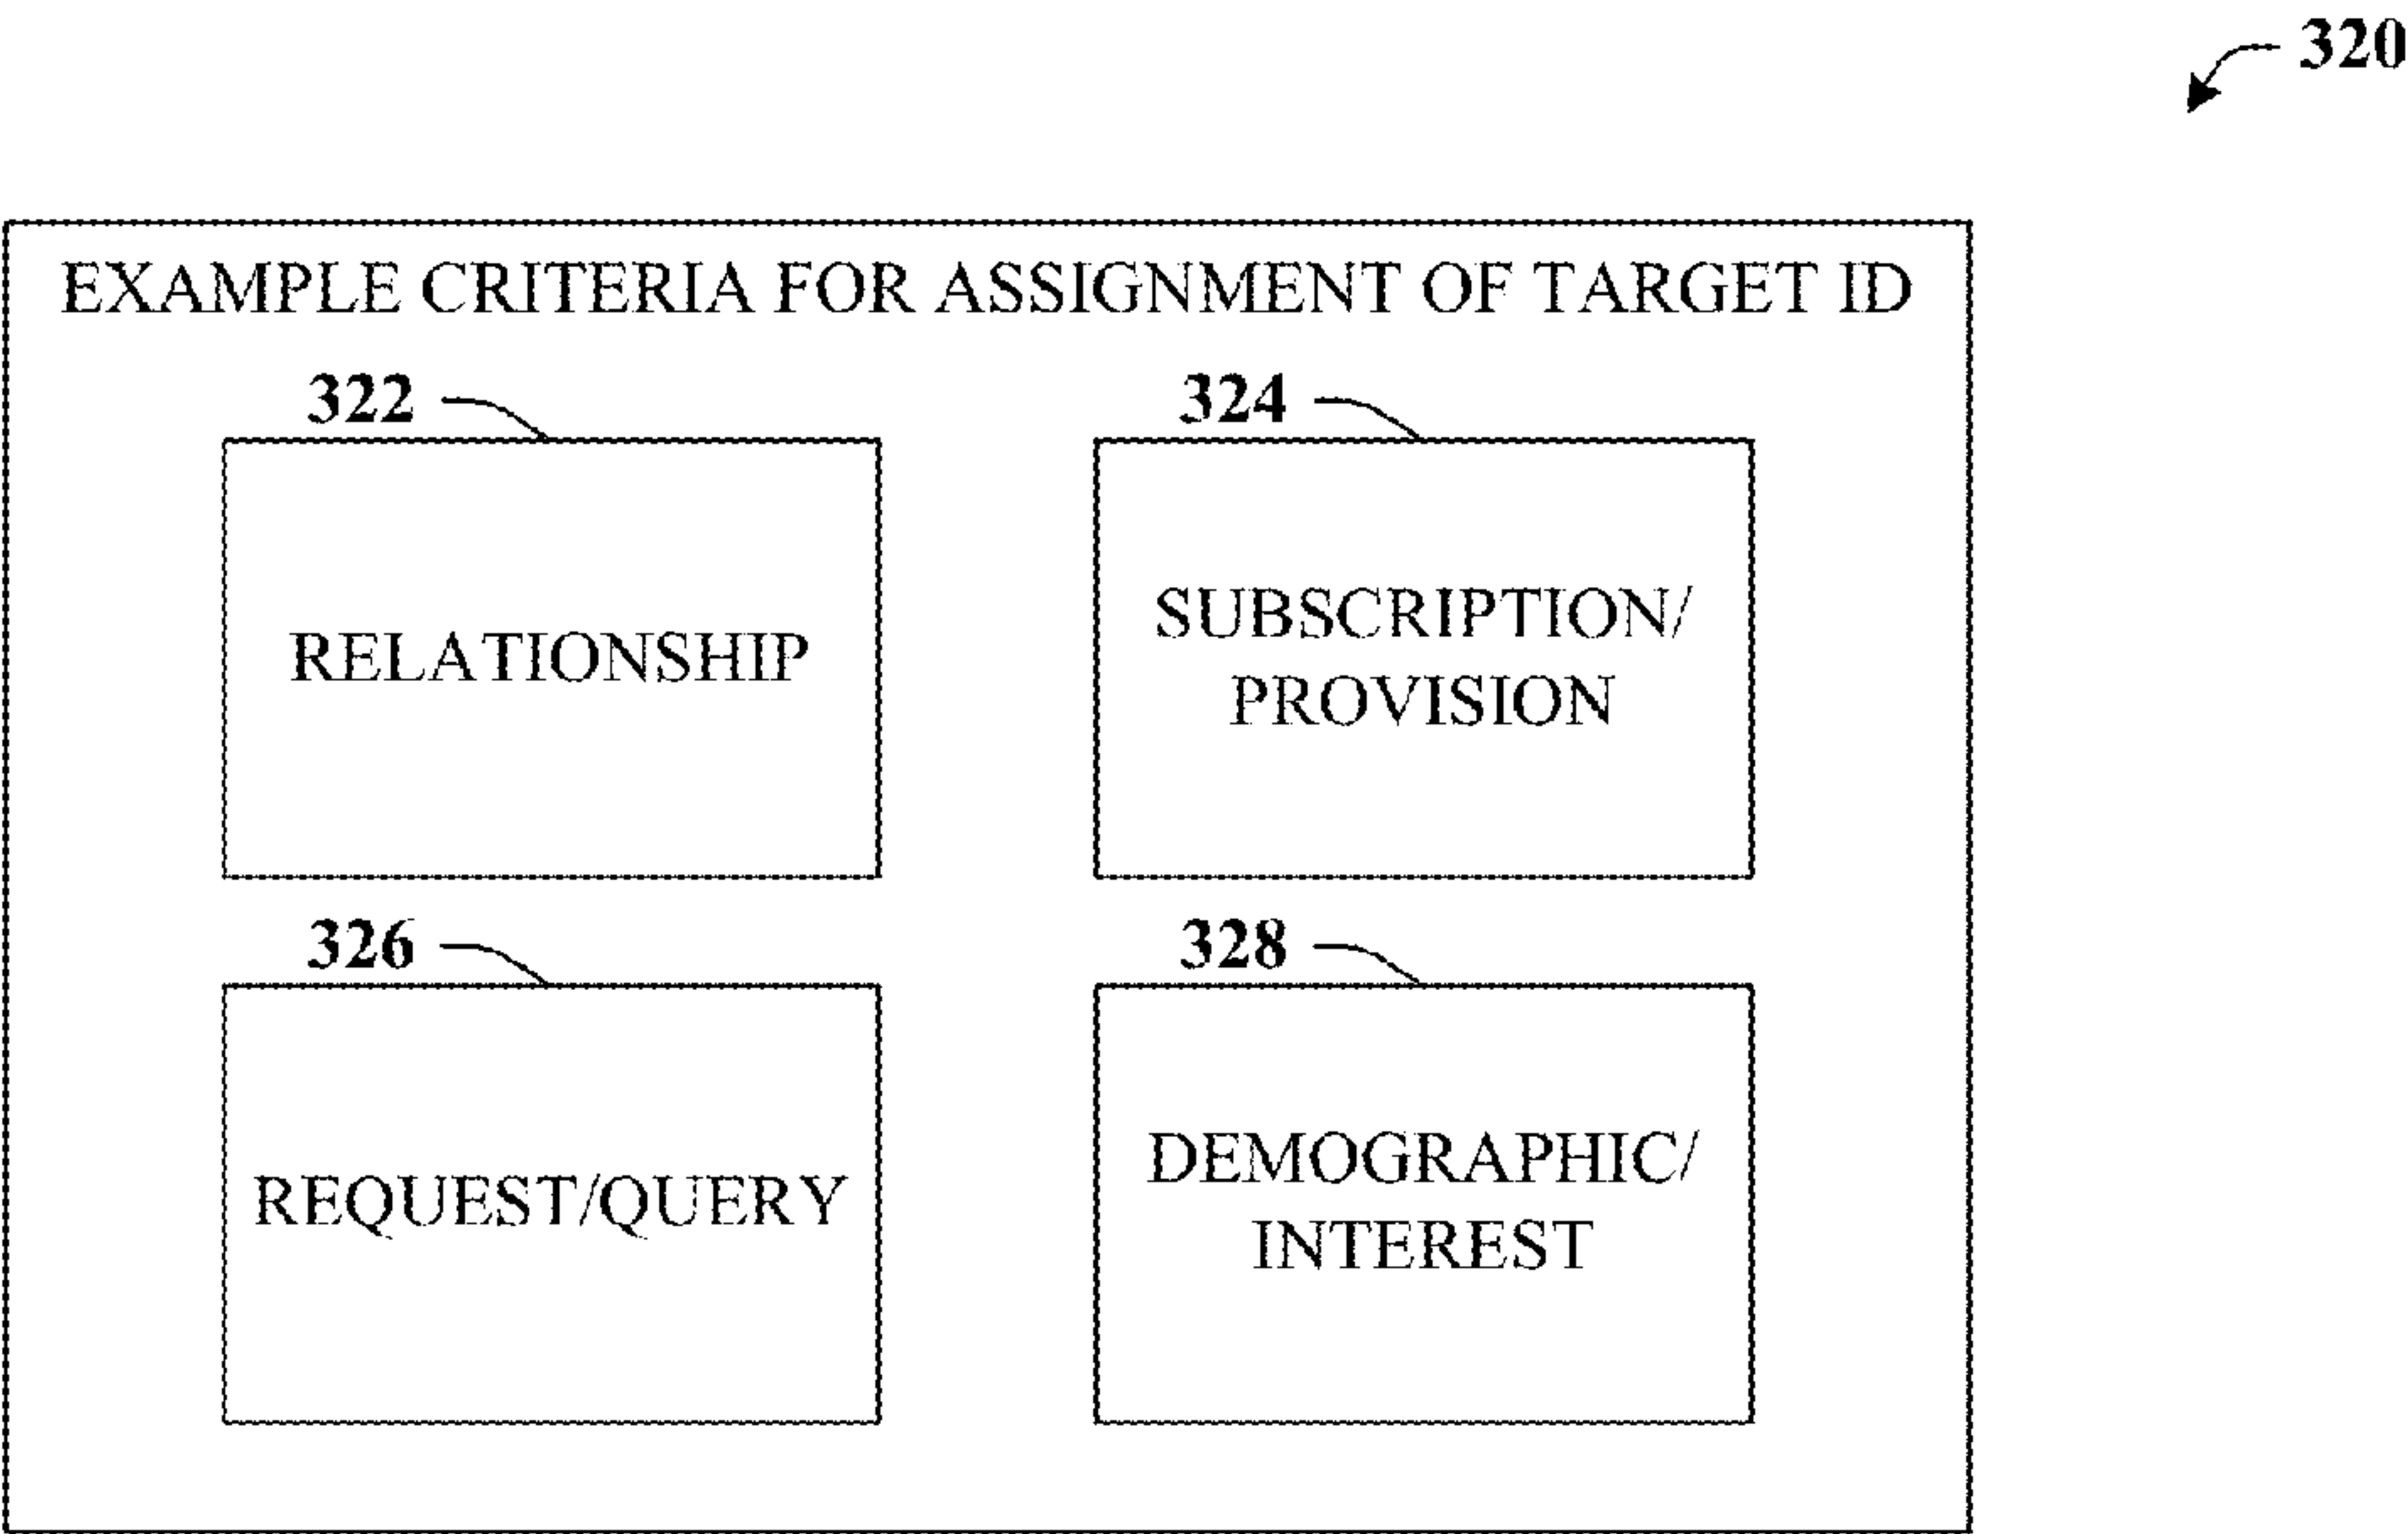 320
EXAMPLE CRITERIA FOR ASSIGNMENT OF TARGET ID
322
324
RELATIONSHIP
SUBSCRIPTION/
PROVISION
326
328
REQUEST/QUERY
DEMOGRAPHIC/
INTEREST